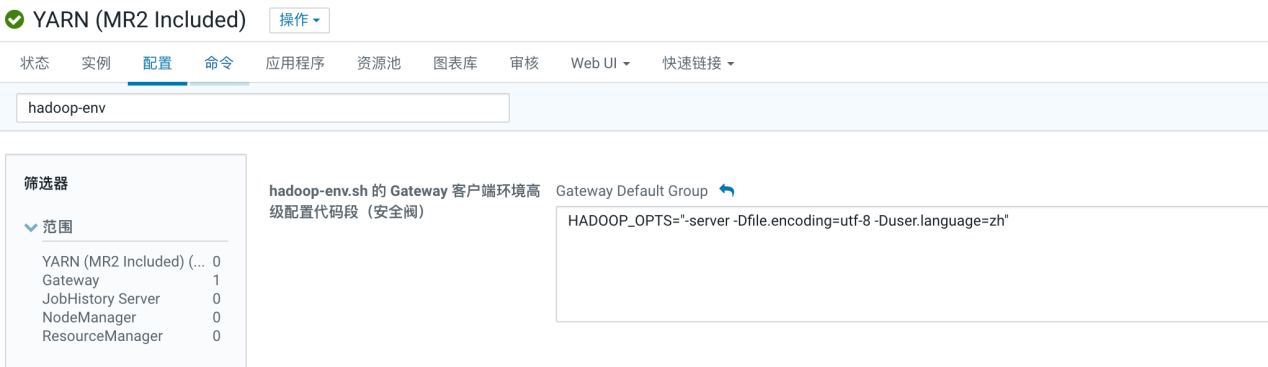 YARN (MR2 Included) 操作
状态 实例 配置 命令 应用程序 资源池 图表库 审核 Web UI 快速链接
hadoop-env
筛选器
范围
YARN (MR2 Included) (... 0
Gateway 1
JobHistory Server 0
NodeManager 0
ResourceManager 0
hadoop-env.sh 的 Gateway 客户端环境高
级配置代码段（安全阀）
Gateway Default Group
HADOOP_OPTS="-server -Dfile.encoding=utf-8 -Duser.language=zh"